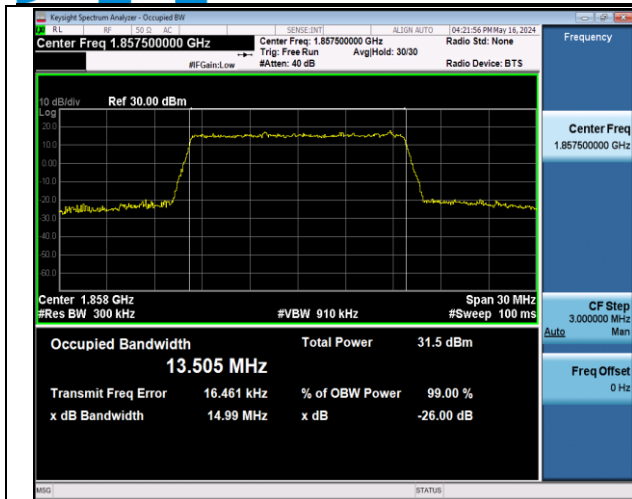 Keysight Spectrum Analyzer - Occupied BW
RL RF 50 Ω AC SENSE:INT ALIGN AUTO 04:21:56 PM May 16, 2024
Center Freq 1.857500000 GHz Center Freq: 1.857500000 GHz Radio Std: None Frequency
Trig: Free Run Avg|Hold: 30/30
#IFGain:Low #Atten: 40 dB Radio Device: BTS
10 dB/div Ref 30.00 dBm
Log
20.0
10.0
0.00
-10.0
-20.0
-30.0
-40.0
-50.0
-60.0
Center Freq
1.857500000 GHz
Center 1.858 GHz Span 30 MHz
#Res BW 300 kHz #VBW 910 kHz #Sweep 100 ms
CF Step
3.000000 MHz
Auto Man
Occupied Bandwidth Total Power 31.5 dBm
13.505 MHz
Freq Offset
0 Hz
Transmit Freq Error 16.461 kHz % of OBW Power 99.00 %
x dB Bandwidth 14.99 MHz x dB -26.00 dB
MSG STATUS